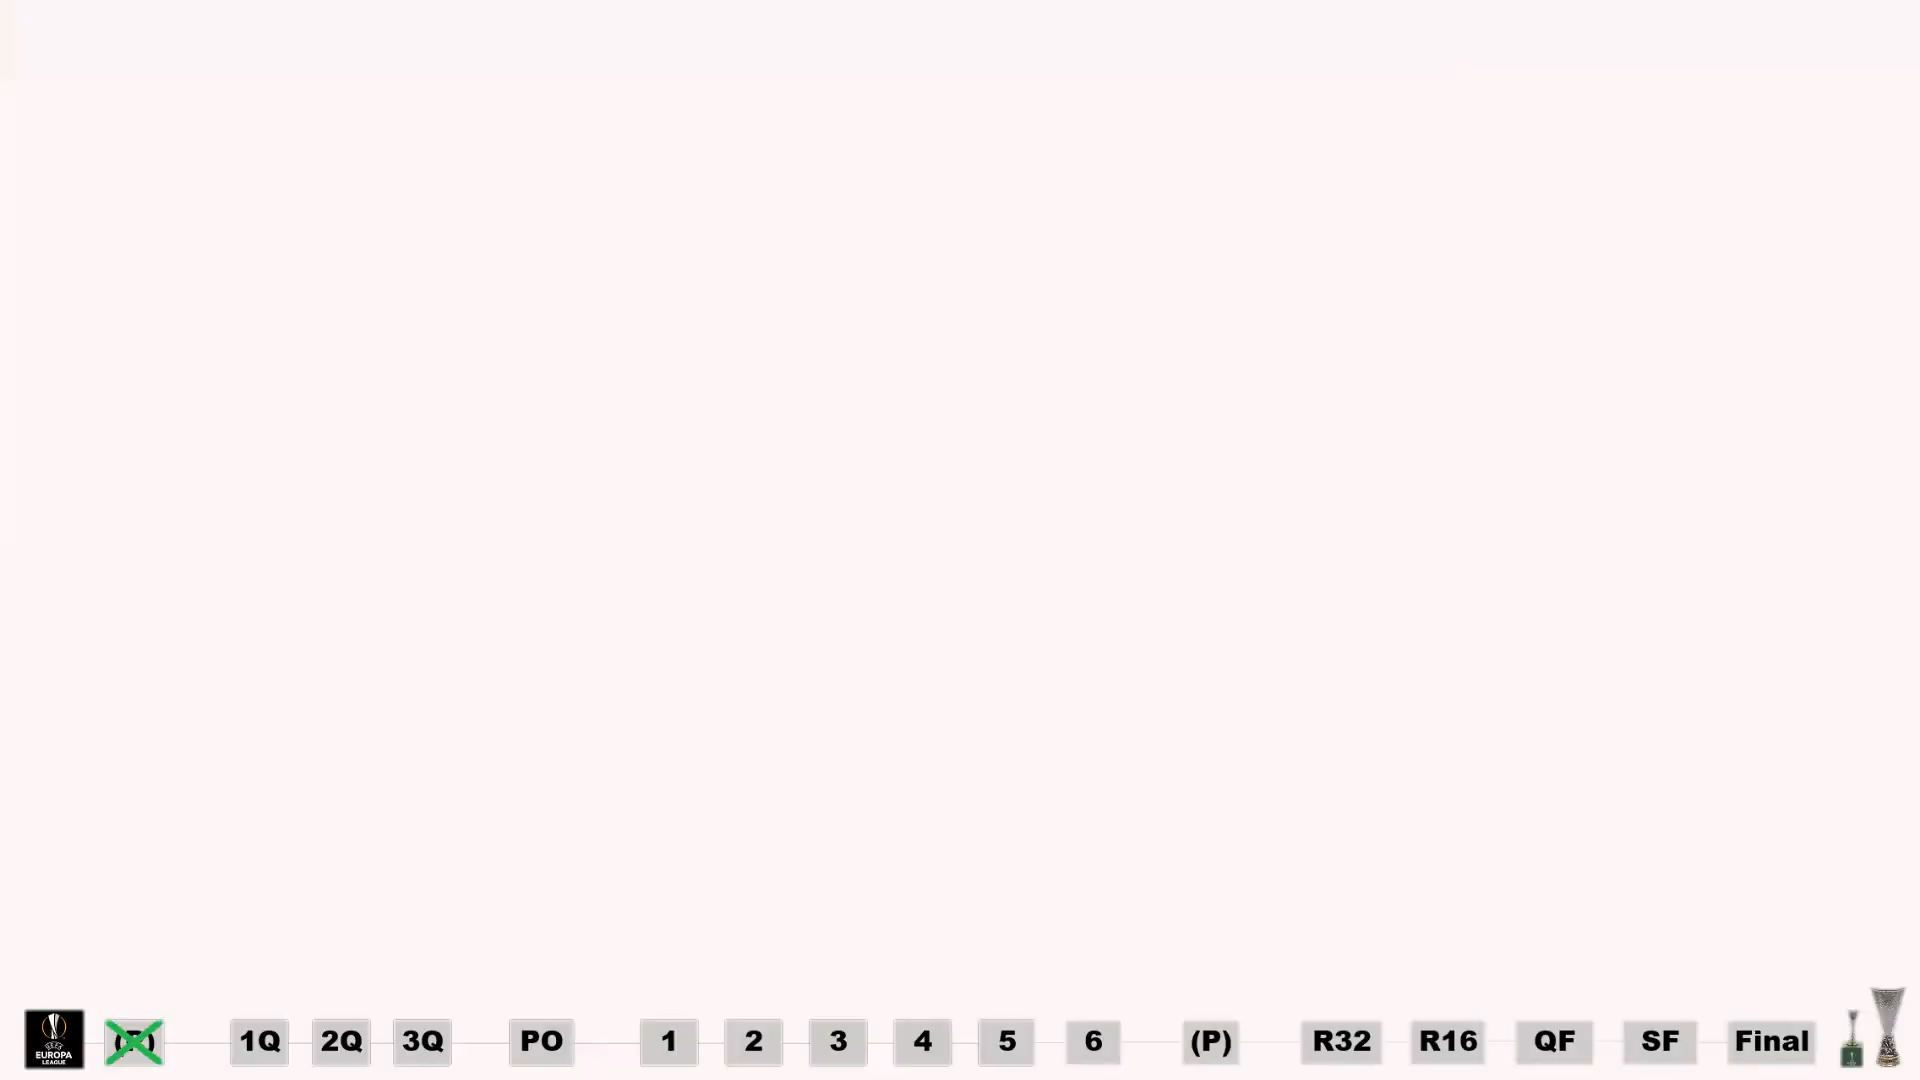 UEFA
EUROPA
LEAGUE
1Q 2Q 3Q PO 1 2 3 4 5 6 (P) R32 R16 QF SF Final